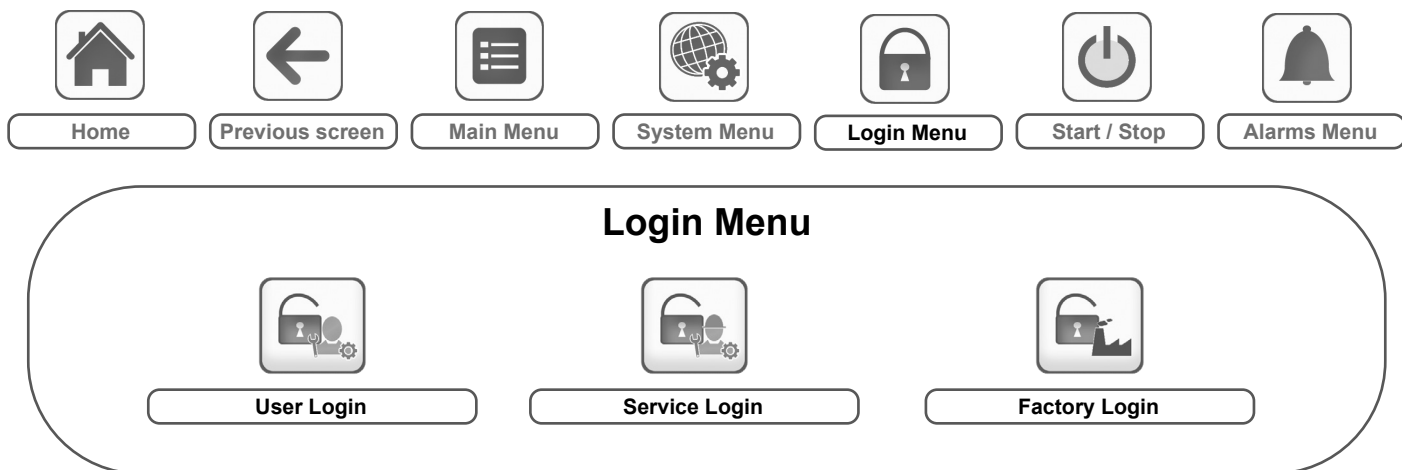 Home
Previous screen
Main Menu
System Menu
Login Menu
Start / Stop
Alarms Menu
Login Menu
User Login
Service Login
Factory Login